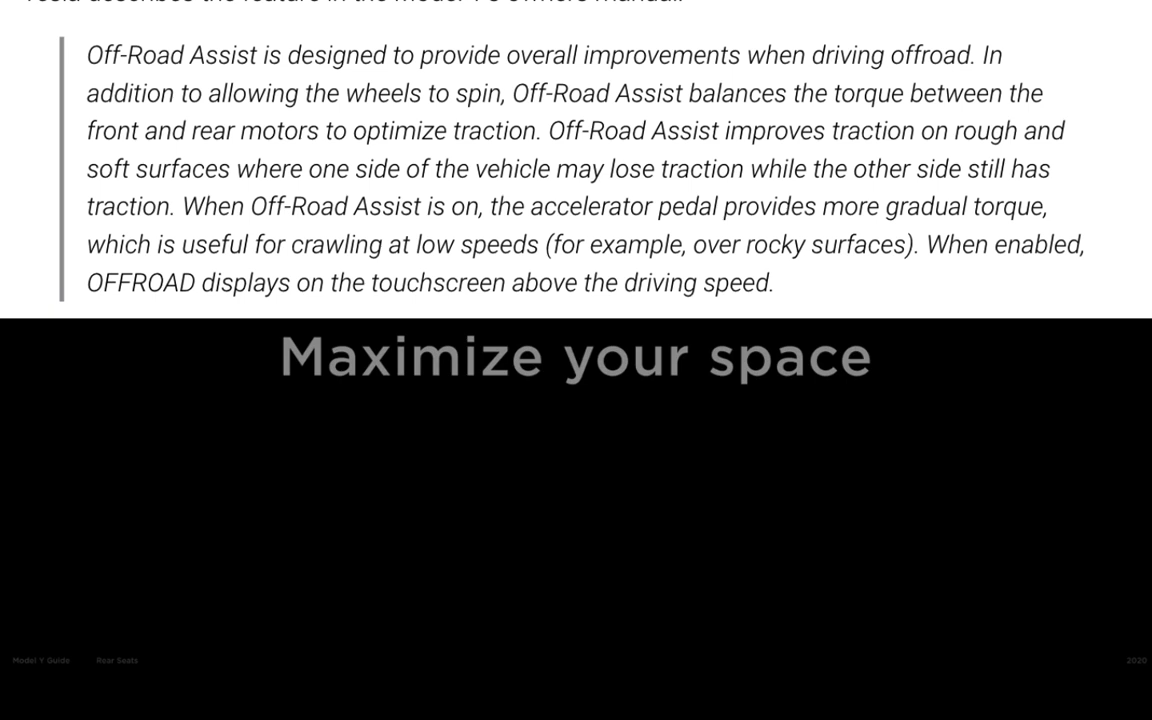 Off-Road Assist is designed to provide overall improvements when driving offroad. In
addition to allowing the wheels to spin, Off-Road Assist balances the torque between the
front and rear motors to optimize traction. Off-Road Assist improves traction on rough and
soft surfaces where one side of the vehicle may lose traction while the other side still has
traction. When Off-Road Assist is on, the accelerator pedal provides more gradual torque,
which is useful for crawling at low speeds (for example, over rocky surfaces). When enabled,
OFFROAD displays on the touchscreen above the driving speed.
Maximize your space
Model Y Guide Rear Seats 2020